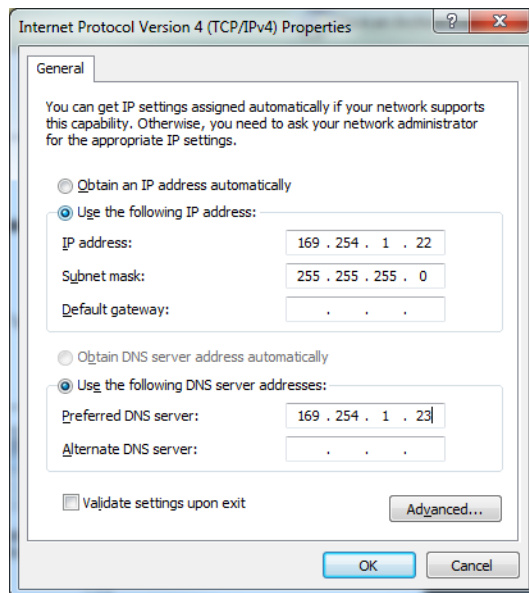 Internet Protocol Version 4 (TCP/IPv4) Properties
?
General
You can get IP settings assigned automatically if your network supports
this capability. Otherwise, you need to ask your network administrator
for the appropriate IP settings.
Obtain an IP address automatically
Use the following IP address:
IP address: 169 . 254 . 1 . 22
Subnet mask: 255 . 255 . 255 . 0
Default gateway: . . .
Obtain DNS server address automatically
Use the following DNS server addresses:
Preferred DNS server: 169 . 254 . 1 . 23
Alternate DNS server: . . .
Validate settings upon exit
Advanced...
OK Cancel